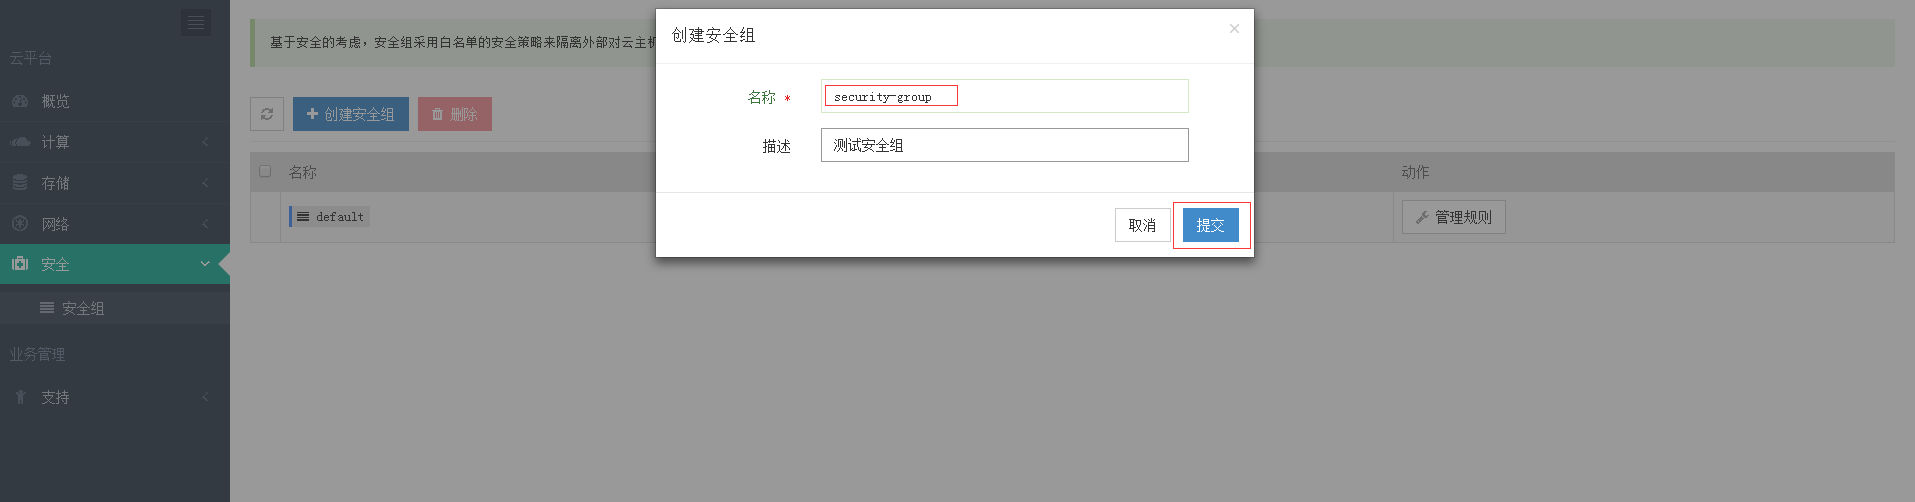 云平台
概览
计算
存储
网络
安全
安全组
业务管理
支持
基于安全的考虑，安全组采用白名单的安全策略来隔离外部对云主机
创建安全组
删除
名称
动作
default
管理规则
创建安全组
×
名称 *
security-group
描述
测试安全组
取消
提交